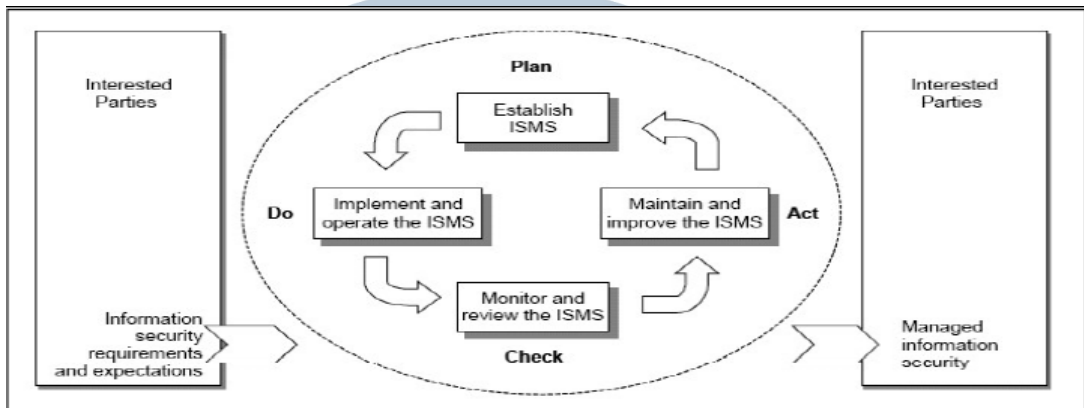 Interested
Parties
Information
security
requirements
and expectations
Plan
Establish
ISMS
Do
Implement and
operate the ISMS
Maintain and
improve the ISMS
Act
Monitor and
review the ISMS
Check
Interested
Parties
Managed
information
security